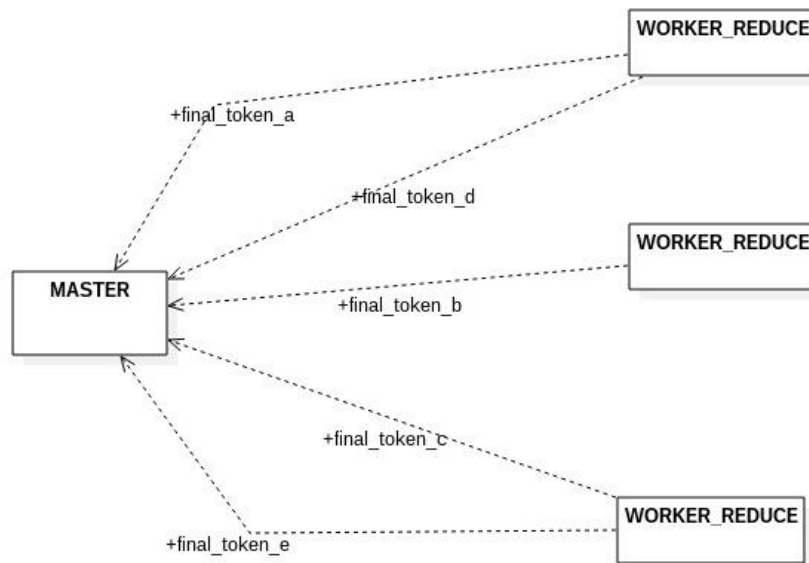 WORKER_REDUCE
+final_token_a
+final_token_d
WORKER_REDUCE
MASTER
+final_token_b
+final_token_c
WORKER_REDUCE
+final_token_e